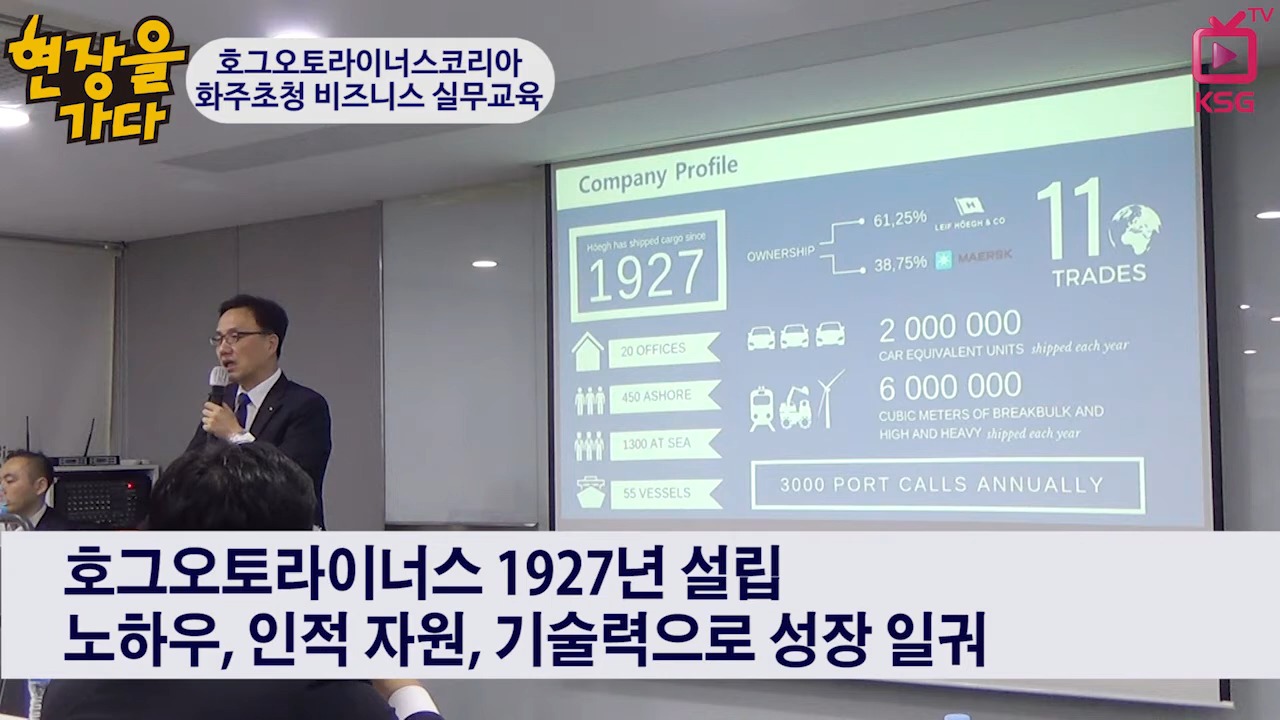 현장을
가다
호그오토라이너스코리아
화주초청 비즈니스 실무교육
TV
KSG
Company Profile
Höegh has shipped cargo since
1927
20 OFFICES
450 ASHORE
1300 AT SEA
55 VESSELS
OWNERSHIP
61,25%
LEIF HÖEGH & CO
38,75%
MAERSK
11
TRADES
2 000 000
CAR EQUIVALENT UNITS shipped each year
6 000 000
CUBIC METERS OF BREAKBULK AND
HIGH AND HEAVY shipped each year
3000 PORT CALLS ANNUALLY
호그오토라이너스 1927년 설립
노하우, 인적 자원, 기술력으로 성장 일궈